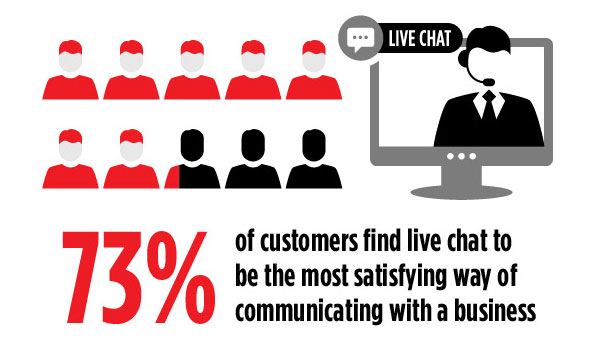 LIVE CHAT
73%
of customers find live chat to
be the most satisfying way of
communicating with a business